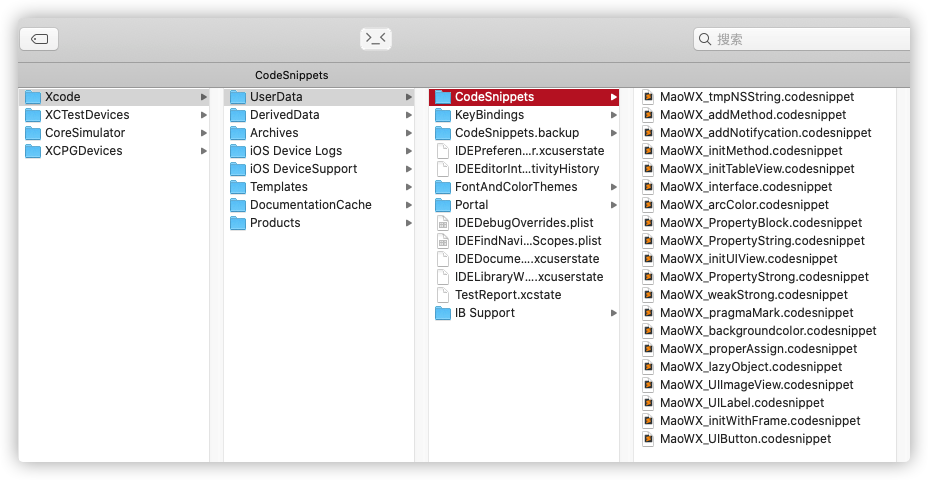 >_<
搜索
CodeSnippets
Xcode
XCTestDevices
CoreSimulator
XCPGDevices
UserData
DerivedData
Archives
iOS Device Logs
iOS DeviceSupport
Templates
DocumentationCache
Products
CodeSnippets
KeyBindings
CodeSnippets.backup
IDEPreferen...r.xcuserstate
IDEEditorInt...tivityHistory
FontAndColorThemes
Portal
IDEDebugOverrides.plist
IDEFindNavi...Scopes.plist
IDEDocume....xcuserstate
IDELibraryW...xcuserstate
TestReport.xcstate
IB Support
MaoWX_tmpNSString.codesnippet
MaoWX_addMethod.codesnippet
MaoWX_addNotifycation.codesnippet
MaoWX_initMethod.codesnippet
MaoWX_initTableView.codesnippet
MaoWX_interface.codesnippet
MaoWX_arcColor.codesnippet
MaoWX_PropertyBlock.codesnippet
MaoWX_PropertyString.codesnippet
MaoWX_initUIView.codesnippet
MaoWX_PropertyStrong.codesnippet
MaoWX_weakStrong.codesnippet
MaoWX_pragmaMark.codesnippet
MaoWX_backgroundcolor.codesnippet
MaoWX_properAssign.codesnippet
MaoWX_lazyObject.codesnippet
MaoWX_UIImageView.codesnippet
MaoWX_UILabel.codesnippet
MaoWX_initWithFrame.codesnippet
MaoWX_UIButton.codesnippet